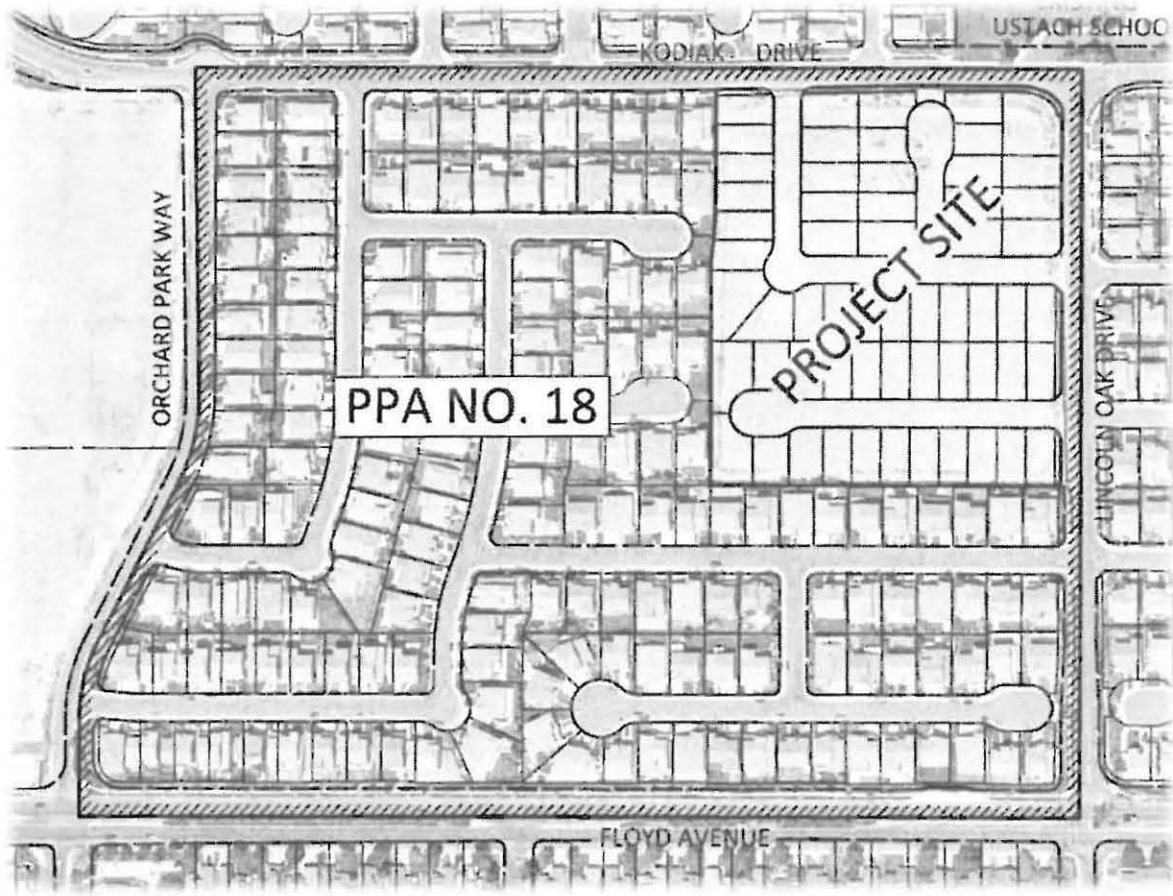 USTACH SCHOO
KODIAK DRIVE
ORCHARD PARK WAY
PROJECT SITE
PPA NO. 18
LINCOLN OAK DRIVE
FLOYD AVENUE